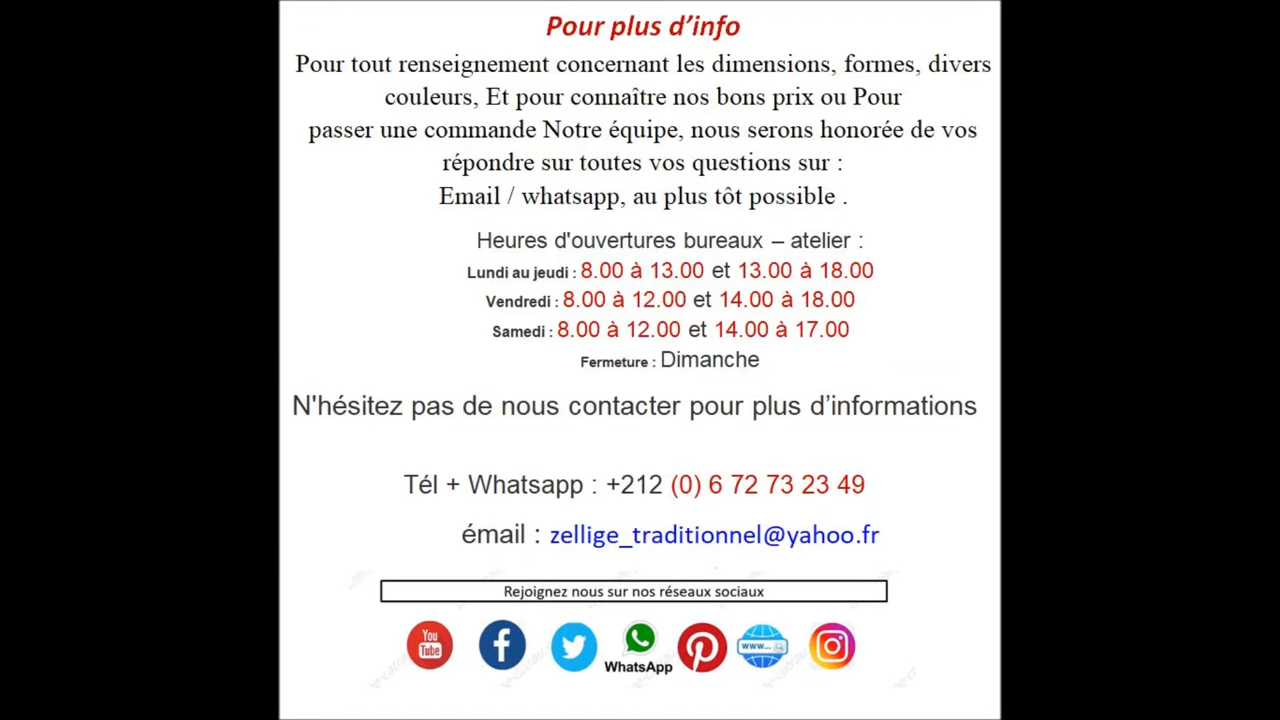 Pour plus d’info
Pour tout renseignement concernant les dimensions, formes, divers
couleurs, Et pour connaître nos bons prix ou Pour
passer une commande Notre équipe, nous serons honorée de vos
répondre sur toutes vos questions sur :
Email / whatsapp, au plus tôt possible .
Heures d'ouvertures bureaux – atelier :
Lundi au jeudi : 8.00 à 13.00 et 13.00 à 18.00
Vendredi : 8.00 à 12.00 et 14.00 à 18.00
Samedi : 8.00 à 12.00 et 14.00 à 17.00
Fermeture : Dimanche
N'hésitez pas de nous contacter pour plus d’informations
Tél + Whatsapp : +212 (0) 6 72 73 23 49
émail : zellige_traditionnel@yahoo.fr
Rejoignez nous sur nos réseaux sociaux
You Tube
WhatsApp
www...